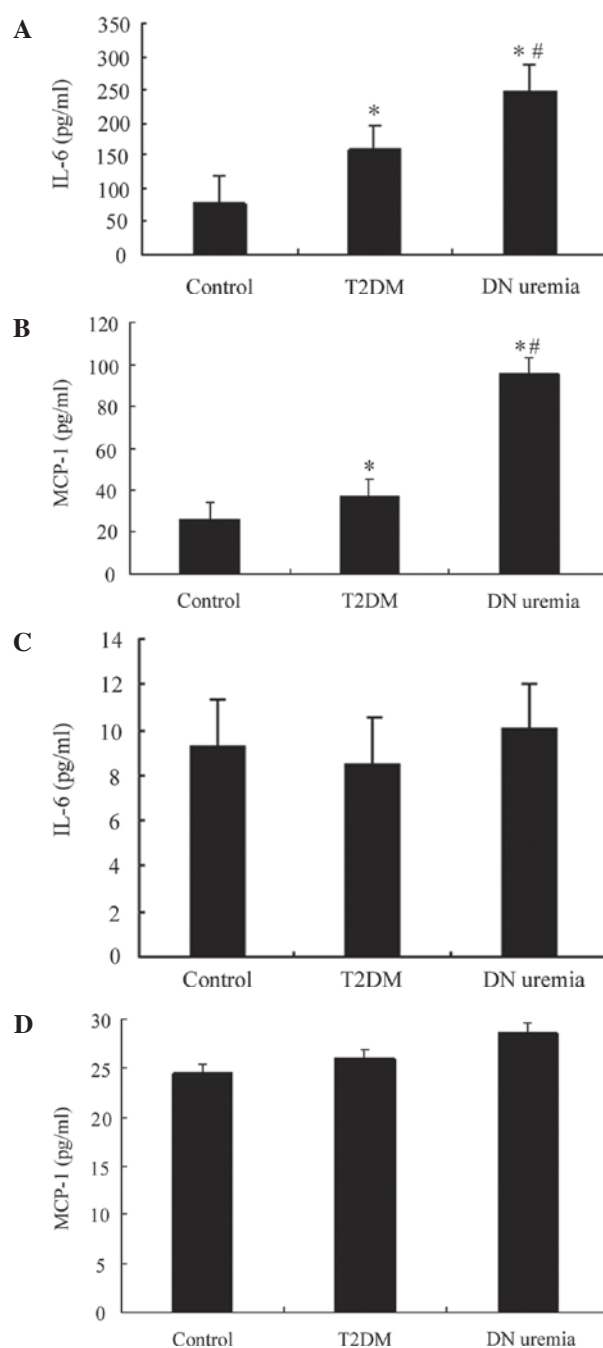 A
IL-6 (pg/ml)
350
300
250
200
150
100
50
0
*
* #
Control T2DM DN uremia
B
MCP-1 (pg/ml)
120
100
80
60
40
20
0
*
*#
Control T2DM DN uremia
C
IL-6 (pg/ml)
14
12
10
8
6
4
2
0
Control T2DM DN uremia
D
MCP-1 (pg/ml)
30
25
20
15
10
5
0
Control T2DM DN uremia